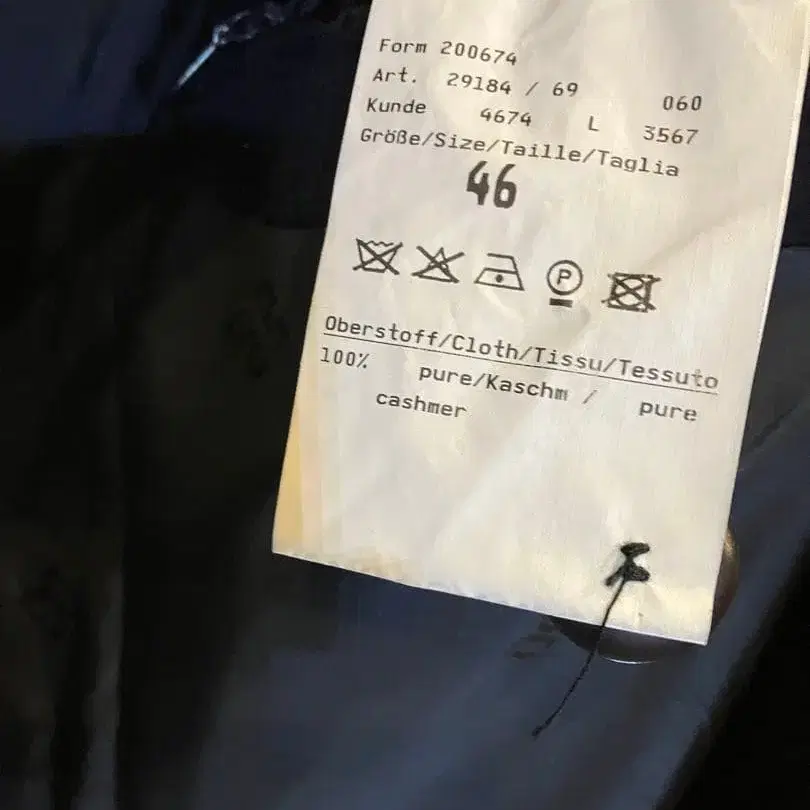 Form 200674
Art. 29184 / 69 060
Kunde 4674 L 3567
Größe/Size/Taille/Taglia
46
P
Oberstoff/Cloth/Tissu/Tessuto
100% pure/Kaschm / pure
cashmer